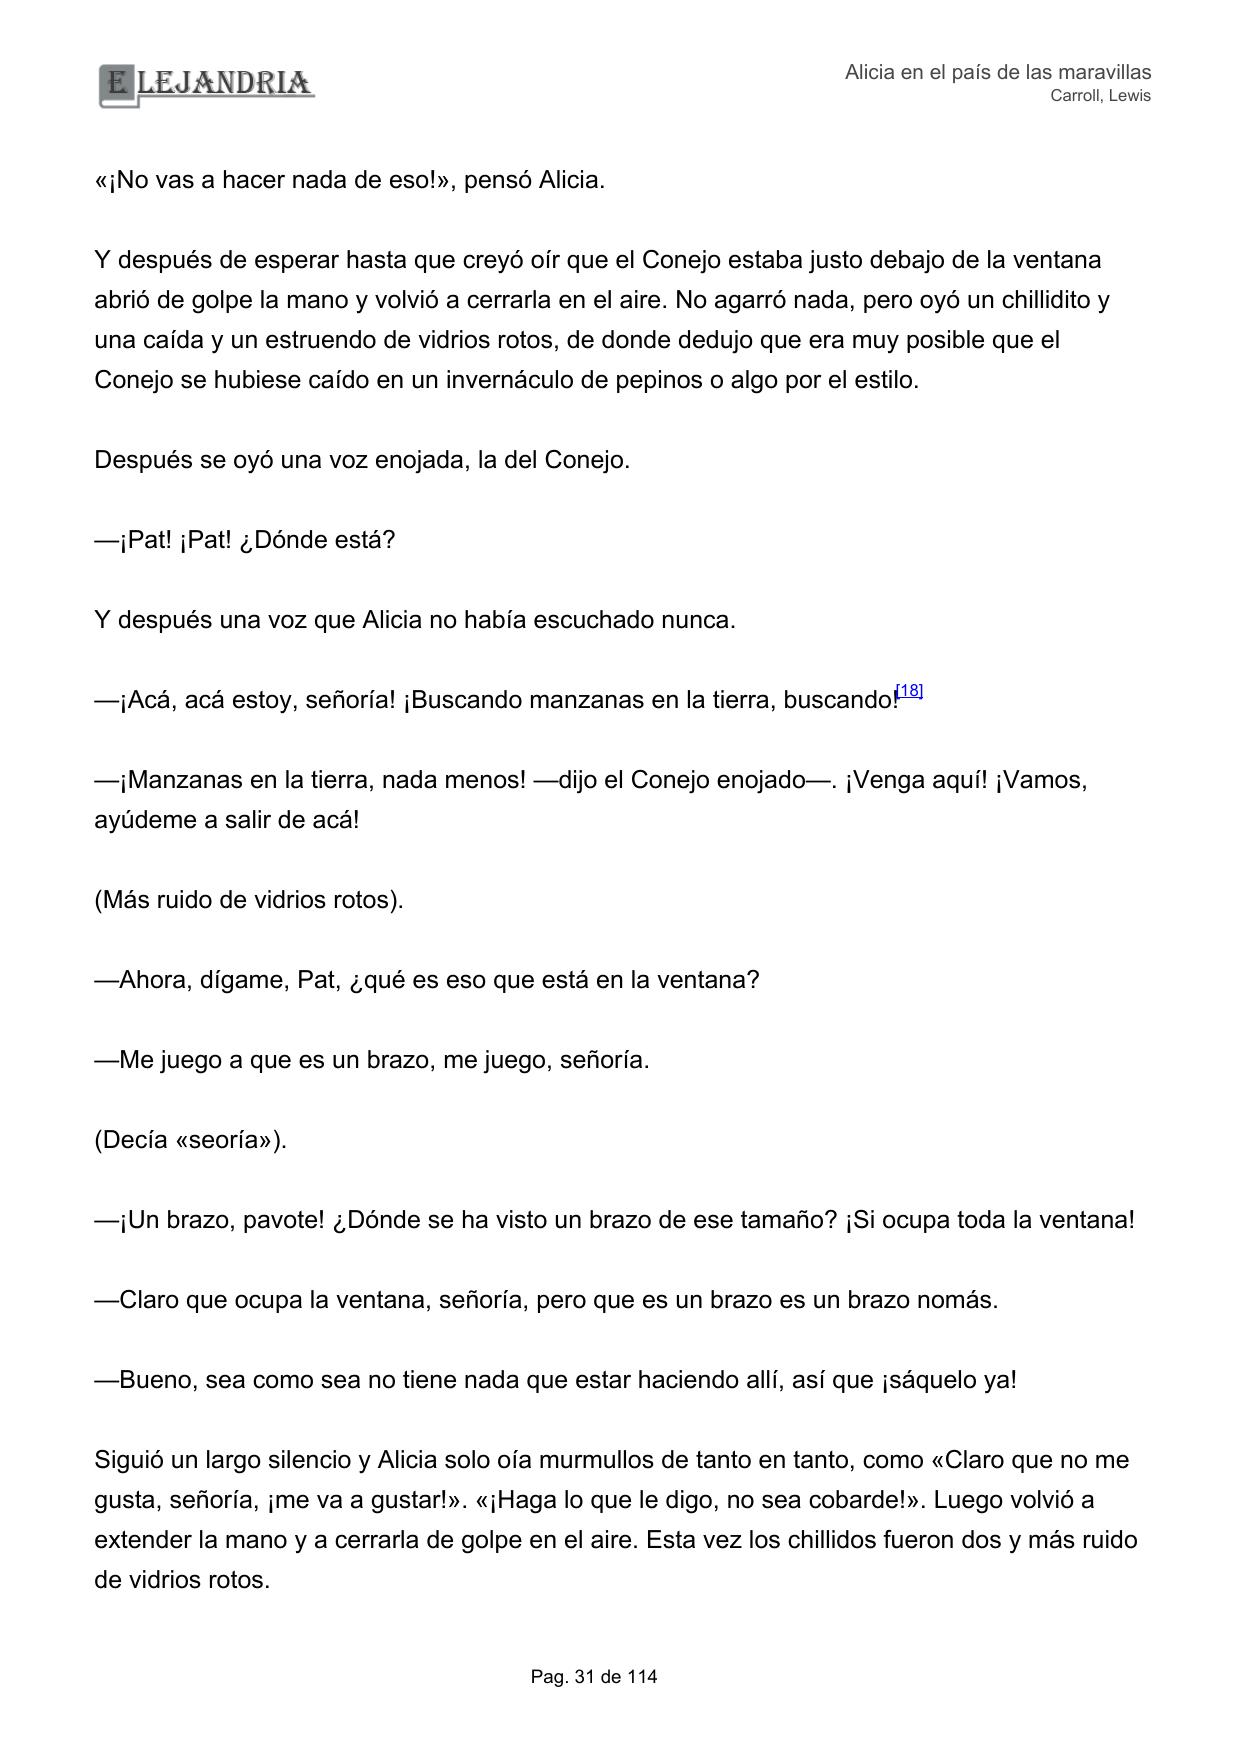 ELEJANDRIA
Alicia en el país de las maravillas
Carroll, Lewis
«¡No vas a hacer nada de eso!», pensó Alicia.
Y después de esperar hasta que creyó oír que el Conejo estaba justo debajo de la ventana
abrió de golpe la mano y volvió a cerrarla en el aire. No agarró nada, pero oyó un chillidito y
una caída y un estruendo de vidrios rotos, de donde dedujo que era muy posible que el
Conejo se hubiese caído en un invernáculo de pepinos o algo por el estilo.
Después se oyó una voz enojada, la del Conejo.
—¡Pat! ¡Pat! ¿Dónde está?
Y después una voz que Alicia no había escuchado nunca.
—¡Acá, acá estoy, señoría! ¡Buscando manzanas en la tierra, buscando![18]
—¡Manzanas en la tierra, nada menos! —dijo el Conejo enojado—. ¡Venga aquí! ¡Vamos,
ayúdeme a salir de acá!
(Más ruido de vidrios rotos).
—Ahora, dígame, Pat, ¿qué es eso que está en la ventana?
—Me juego a que es un brazo, me juego, señoría.
(Decía «seoría»).
—¡Un brazo, pavote! ¿Dónde se ha visto un brazo de ese tamaño? ¡Si ocupa toda la ventana!
—Claro que ocupa la ventana, señoría, pero que es un brazo es un brazo nomás.
—Bueno, sea como sea no tiene nada que estar haciendo allí, así que ¡sáquelo ya!
Siguió un largo silencio y Alicia solo oía murmullos de tanto en tanto, como «Claro que no me
gusta, señoría, ¡me va a gustar!». «¡Haga lo que le digo, no sea cobarde!». Luego volvió a
extender la mano y a cerrarla de golpe en el aire. Esta vez los chillidos fueron dos y más ruido
de vidrios rotos.
Pag. 31 de 114